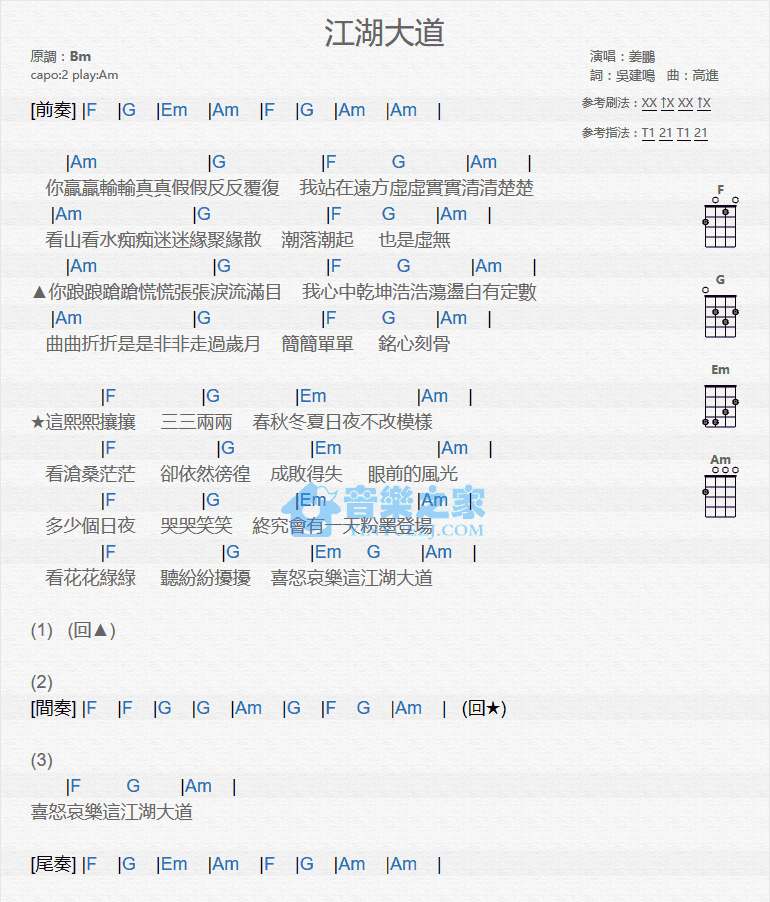 江湖大道
原調：Bm
capo:2 play:Am
演唱：姜鵬
詞：吳建鳴 曲：高進
参考刷法：XX ↑X XX ↑X
参考指法：T1 21 T1 21
[前奏] |F |G |Em |Am |F |G |Am |Am |
|Am |G |F G |Am |
你贏贏輸輸真真假假反反覆復 我站在遠方虛虛實實清清楚楚
|Am |G |F G |Am |
看山看水痴痴迷迷緣聚緣散 潮落潮起 也是虛無
|Am |G |F G |Am |
▲你踉踉蹌蹌慌慌張張淚流滿目 我心中乾坤浩浩蕩盪自有定數
|Am |G |F G |Am |
曲曲折折是是非非走過歲月 簡簡單單 銘心刻骨
|F |G |Em |Am |
★這熙熙攘攘 三三兩兩 春秋冬夏日夜不改模樣
|F |G |Em |Am |
看滄桑茫茫 卻依然徬徨 成敗得失 眼前的風光
|F |G |Em |Am |
多少個日夜 哭哭笑笑 終究會有一天粉墨登場
|F |G |Em G |Am |
看花花綠綠 聽紛紛擾擾 喜怒哀樂這江湖大道
(1) (回▲)
(2)
[間奏] |F |F |G |G |Am |G |F G |Am | (回★)
(3)
|F G |Am |
喜怒哀樂這江湖大道
[尾奏] |F |G |Em |Am |F |G |Am |Am |
F
G
Em
Am
音樂之家